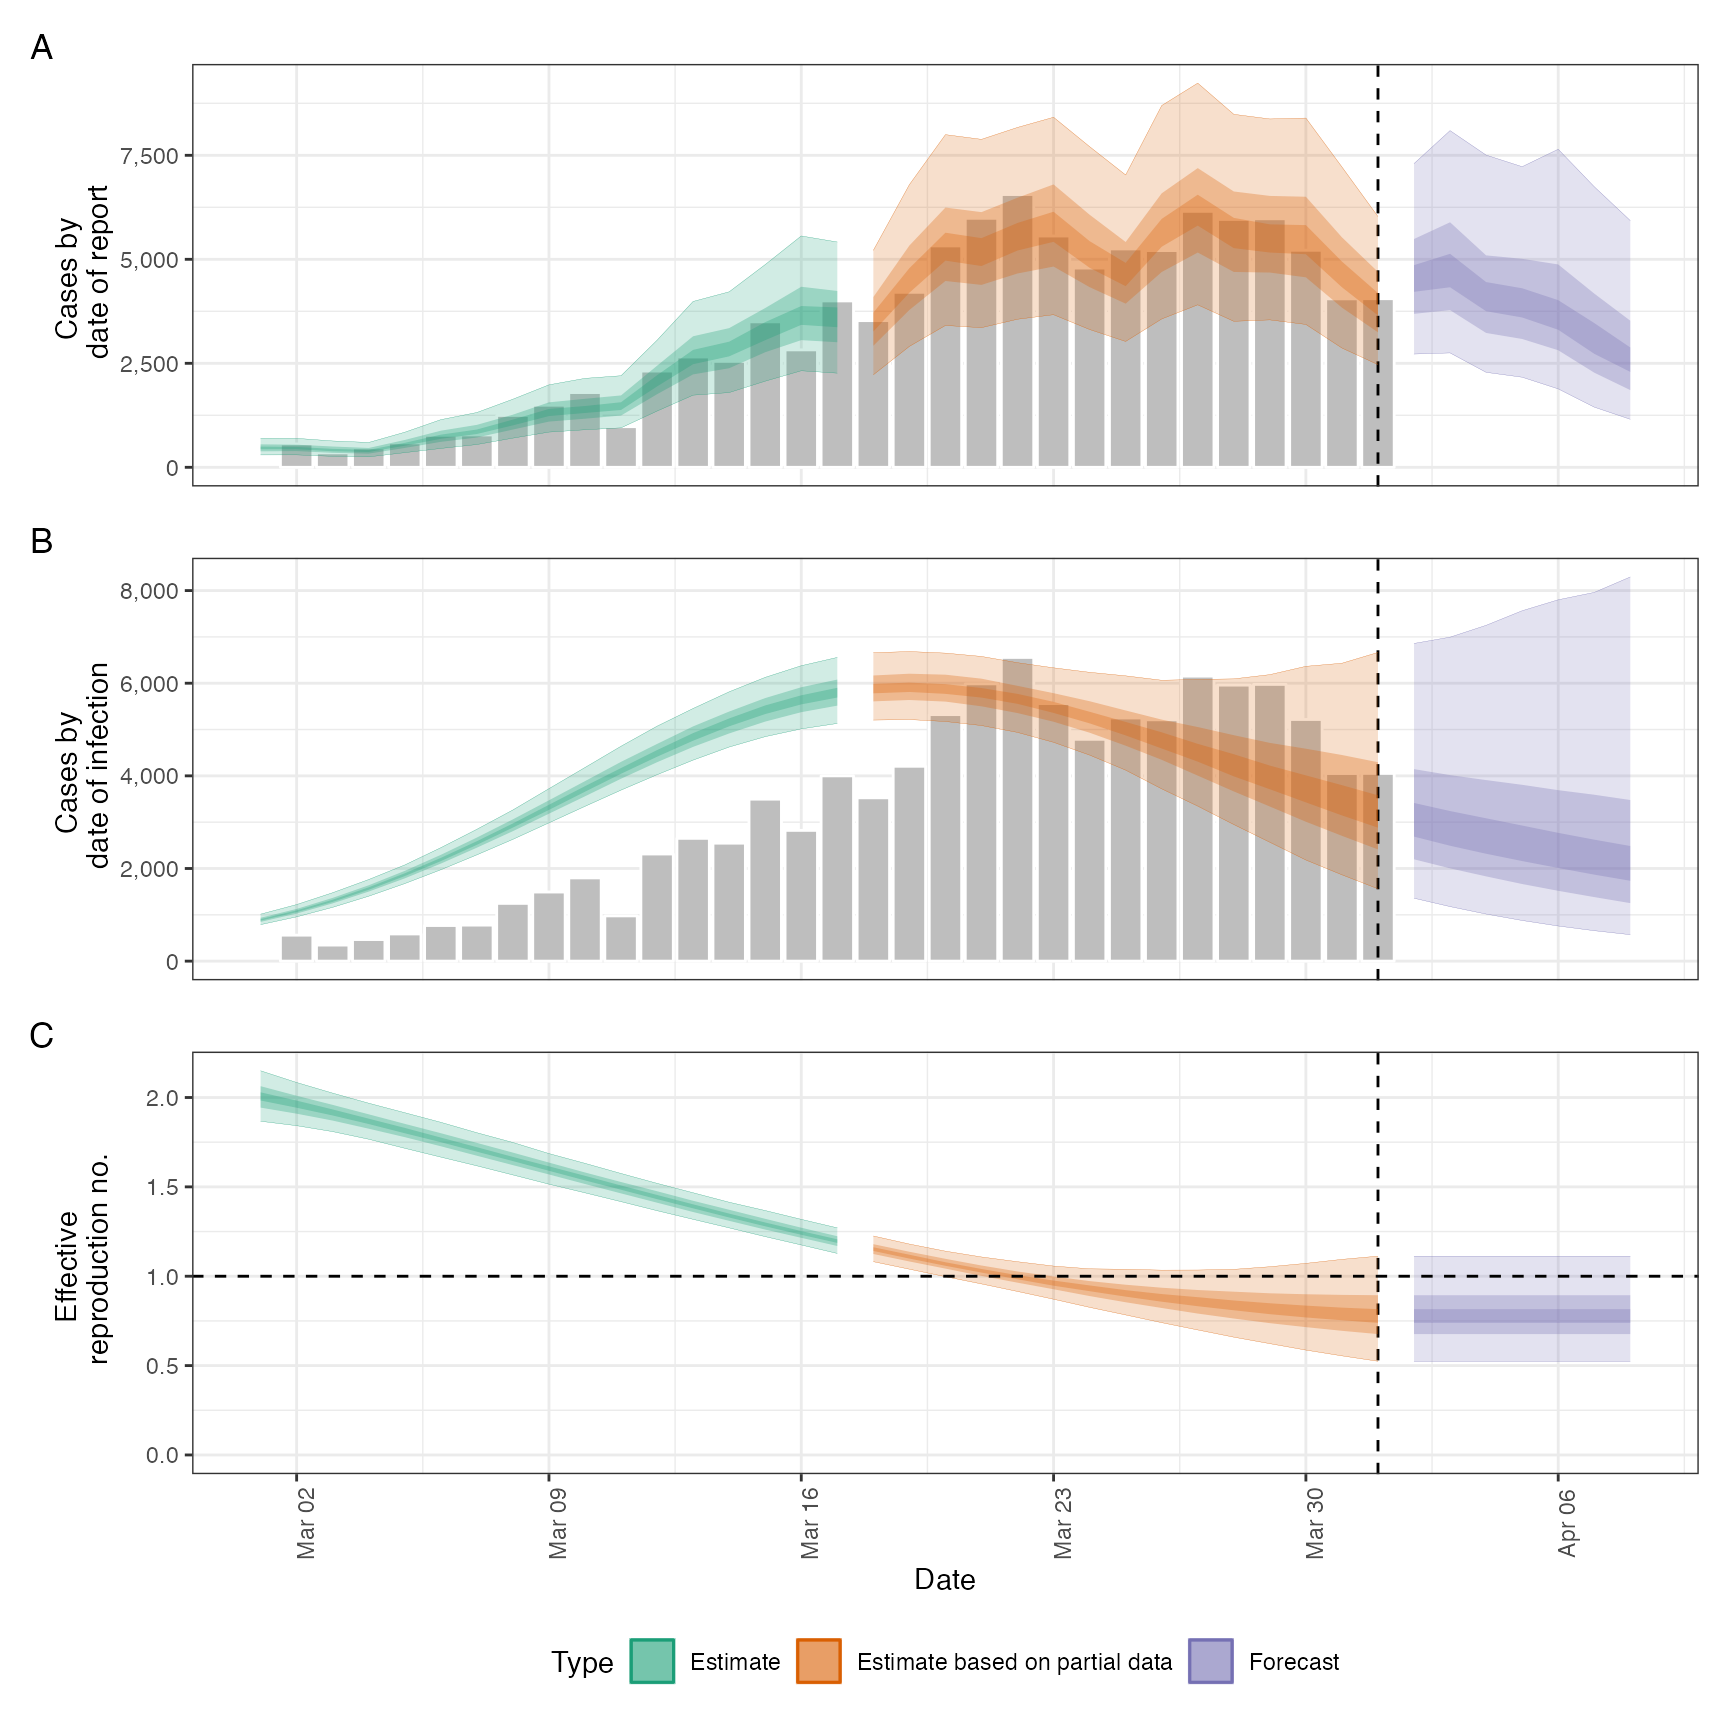 A
Cases by
date of report
7,500
5,000
2,500
0
B
Cases by
date of infection
8,000
6,000
4,000
2,000
0
C
Effective
reproduction no.
2.0
1.5
1.0
0.5
0.0
Mar 02
Mar 09
Mar 16
Mar 23
Mar 30
Apr 06
Date
Type Estimate Estimate based on partial data Forecast